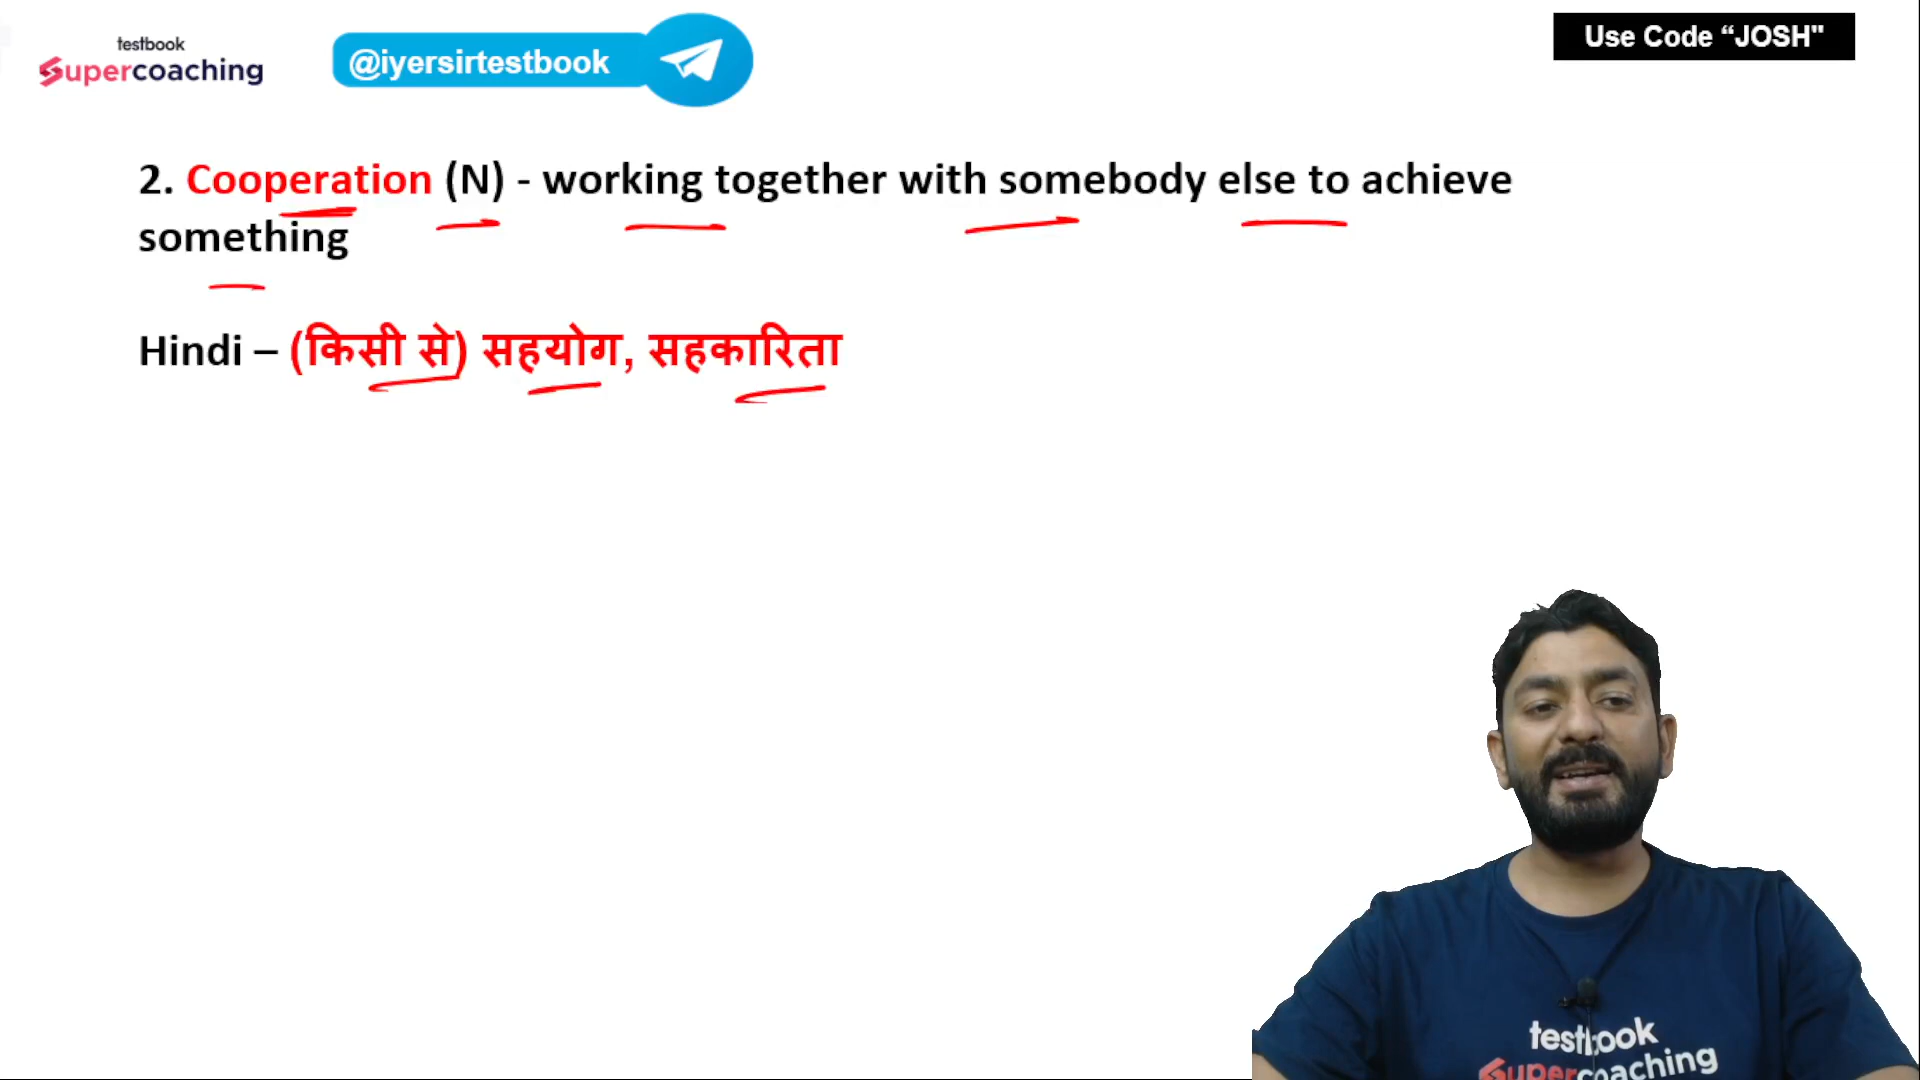 testbook
Supercoaching
@iyersirtestbook
Use Code “JOSH"
2. Cooperation (N) - working together with somebody else to achieve
something
Hindi – (किसी से) सहयोग, सहकारिता
testbook
Supercoaching